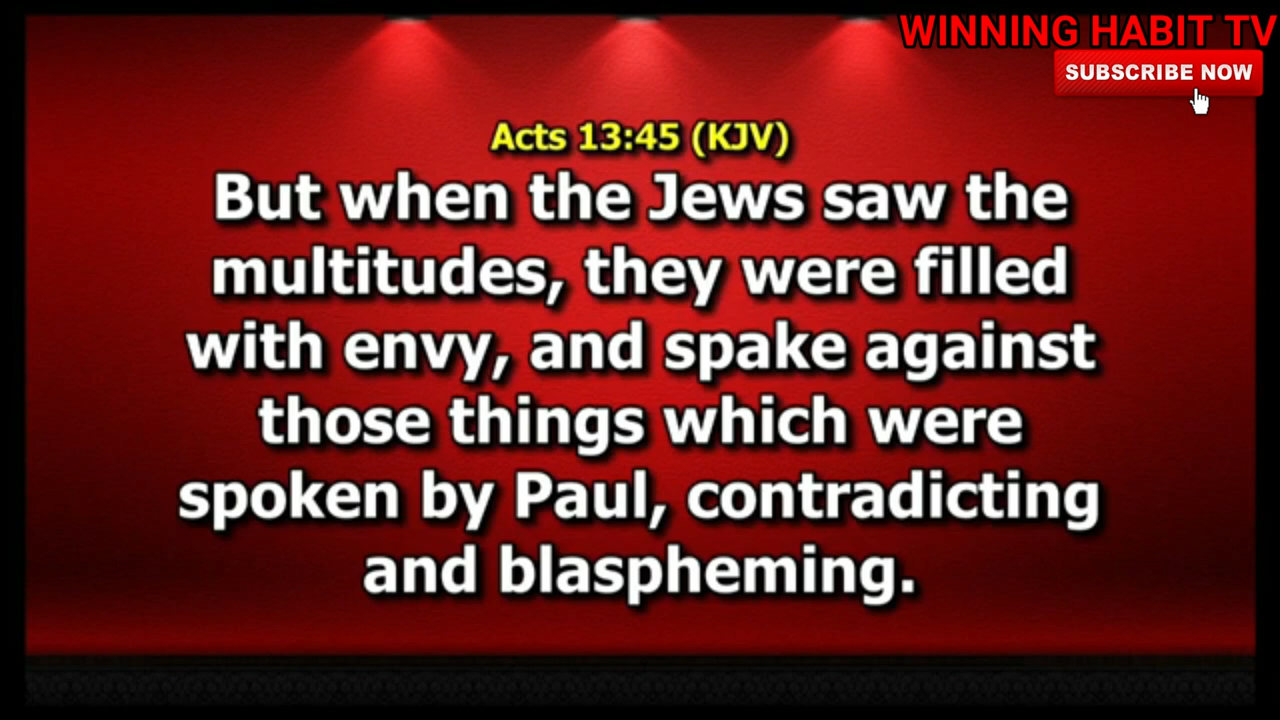 WINNING HABIT TV
SUBSCRIBE NOW
Acts 13:45 (KJV)
But when the Jews saw the
multitudes, they were filled
with envy, and spake against
those things which were
spoken by Paul, contradicting
and blaspheming.